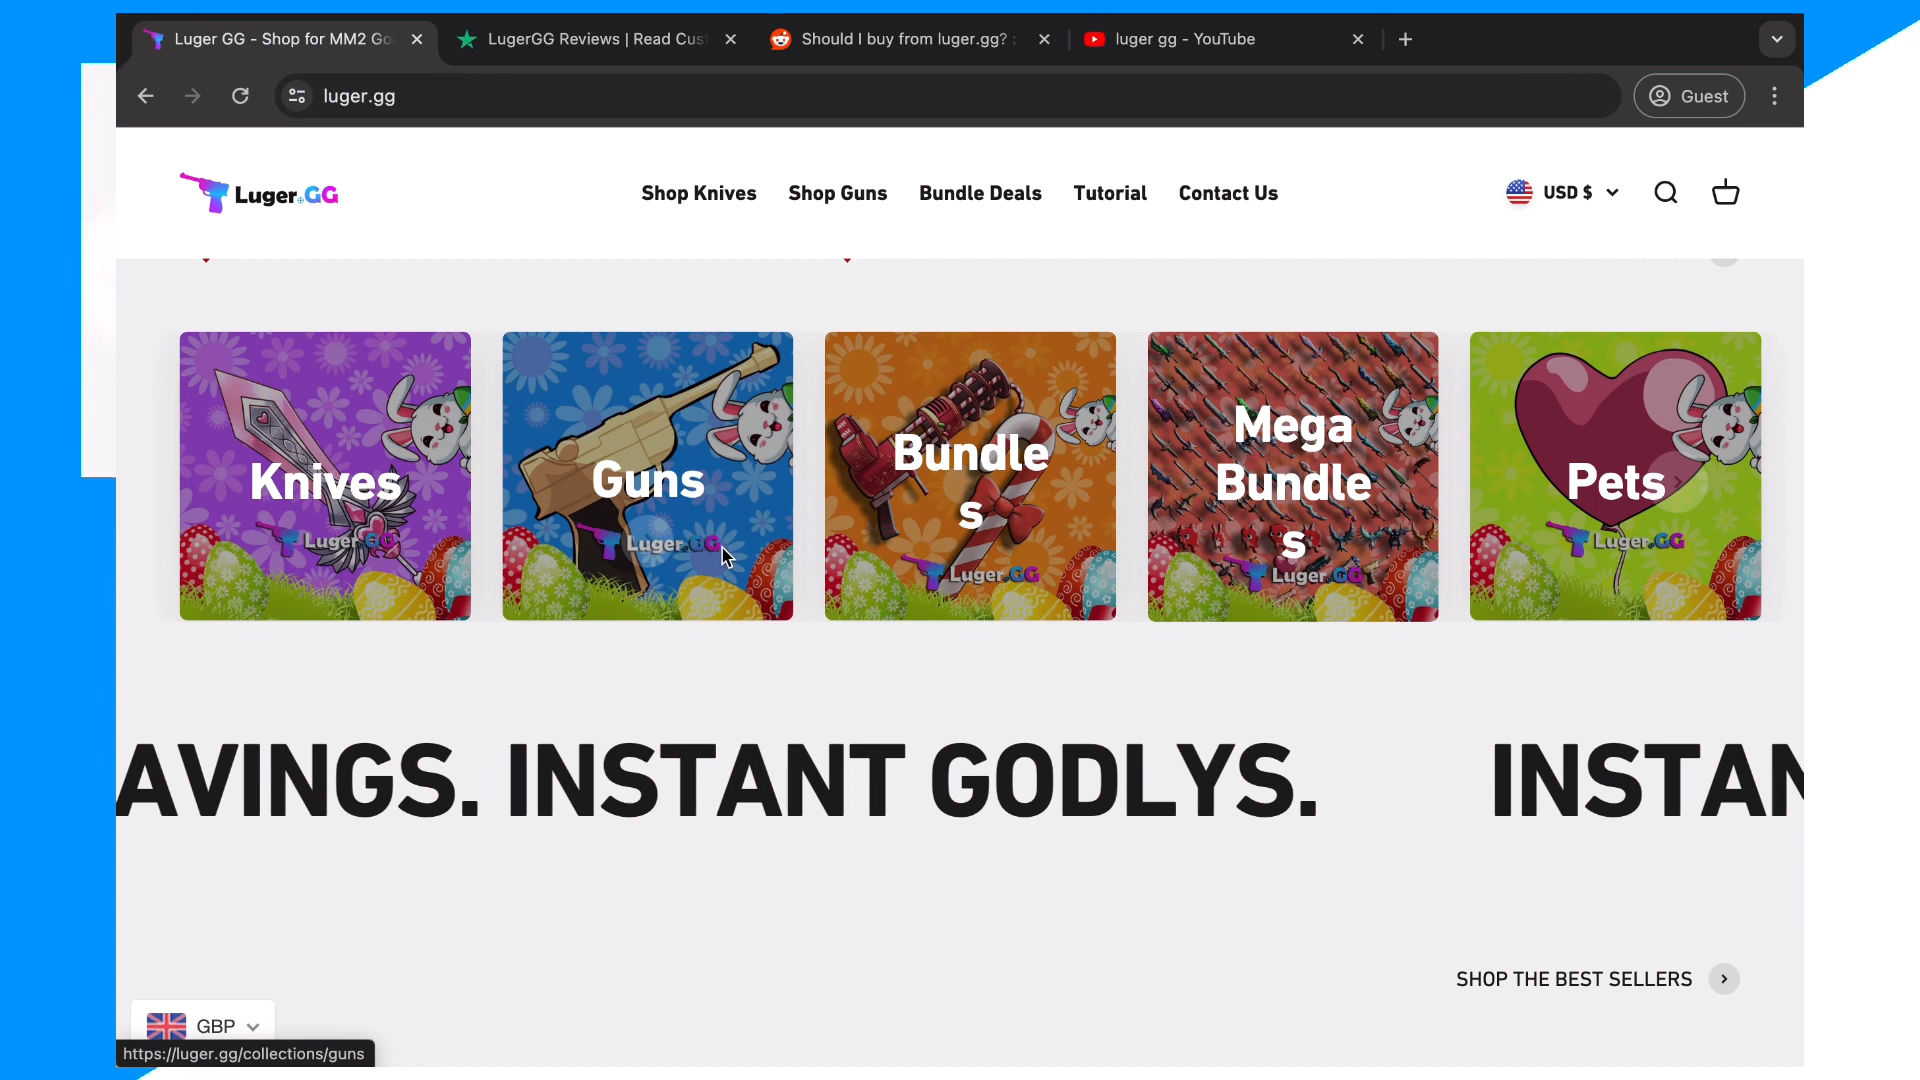 Luger GG - Shop for MM2 Go
LugerGG Reviews | Read Cus
Should I buy from luger.gg? :
luger gg - YouTube
luger.gg
Guest
Luger.GG
Shop Knives
Shop Guns
Bundle Deals
Tutorial
Contact Us
USD $
Knives
Luger.GG
Guns
Luger.GG
Bundle
s
Luger.GG
Mega
Bundle
s
Luger.GG
Pets
Luger.GG
AVINGS. INSTANT GODLYS.
INSTAN
SHOP THE BEST SELLERS
GBP
https://luger.gg/collections/guns